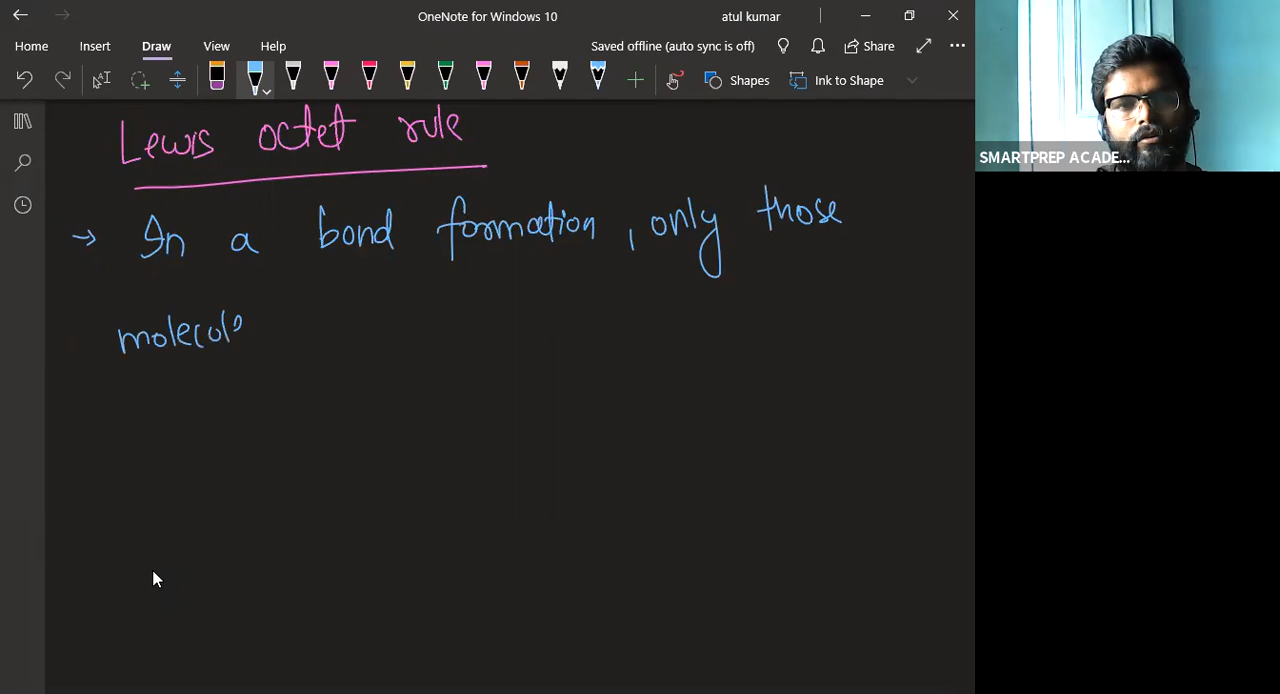 OneNote for Windows 10
atul kumar
Home Insert Draw View Help
Saved offline (auto sync is off)
Share
Shapes
Ink to Shape
SMARTPREP ACADE...
Lewis octet rule
→ In a bond formation, only those
molecul